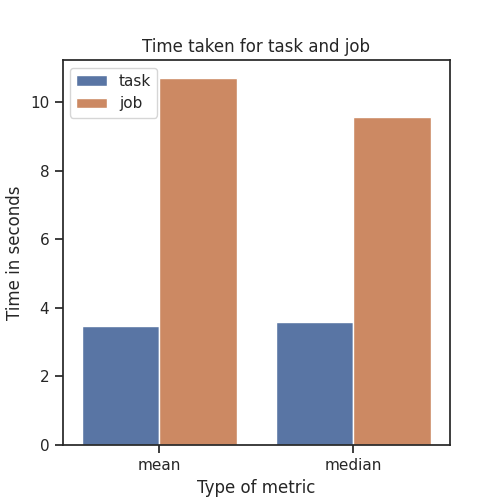 Time taken for task and job
task
job
Time in seconds
10
8
6
4
2
0
mean median
Type of metric